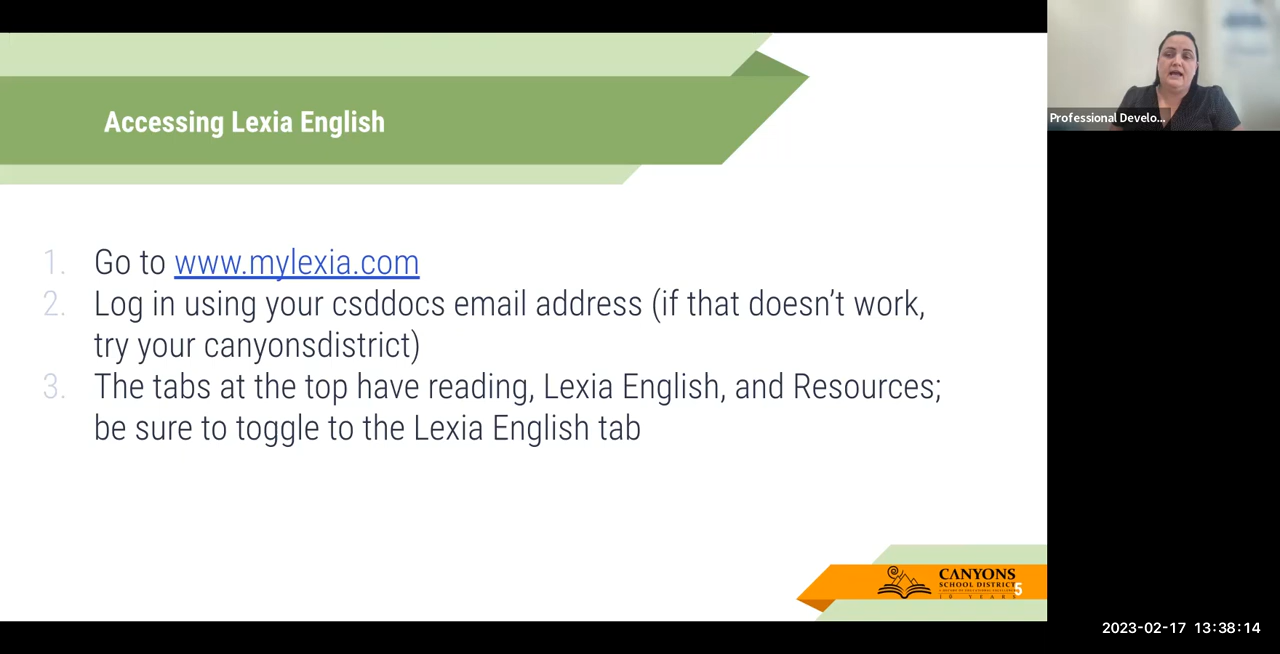 Accessing Lexia English
1. Go to www.mylexia.com
2. Log in using your csddocs email address (if that doesn’t work,
try your canyonsdistrict)
3. The tabs at the top have reading, Lexia English, and Resources;
be sure to toggle to the Lexia English tab
Professional Develo...
CANYONS
SCHOOL DISTRICT
5
2023-02-17 13:38:14